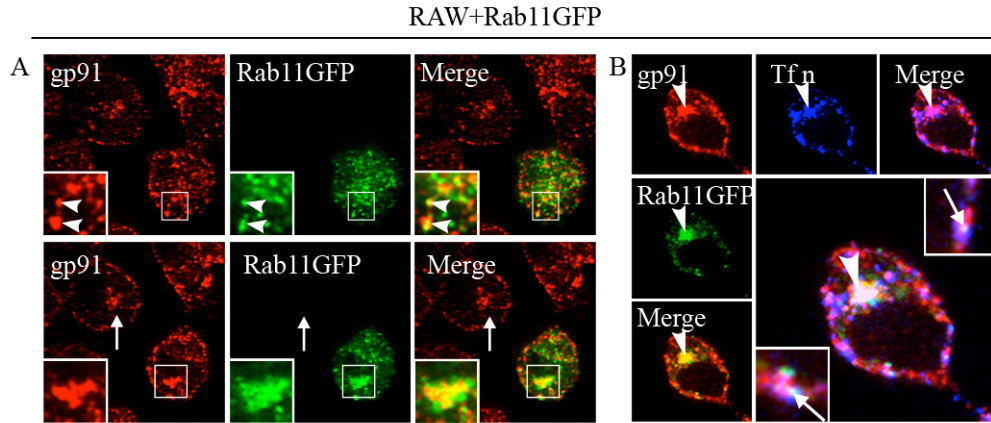 RAW+Rab11GFP
A
gp91 Rab11GFP Merge
gp91 Rab11GFP Merge
B
gp91 Tf n Merge
Rab11GFP
Merge